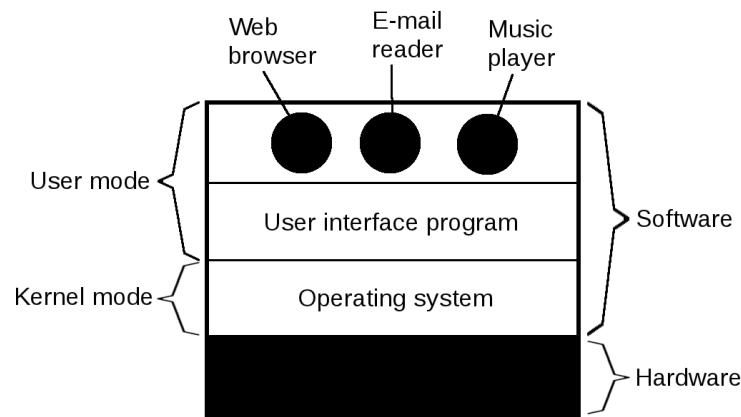 Web
browser
E-mail
reader
Music
player
User mode
User interface program
Software
Kernel mode
Operating system
Hardware